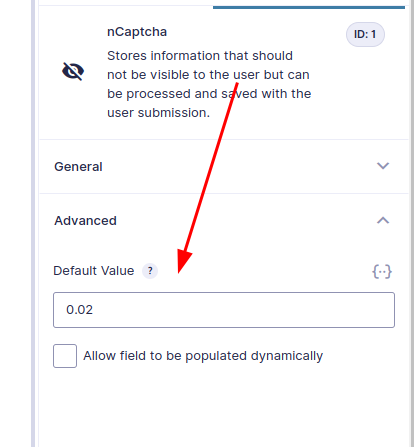 nCaptcha
ID: 1
Stores information that should
not be visible to the user but can
be processed and saved with the
user submission.
General
Advanced
Default Value ?
{··}
0.02
Allow field to be populated dynamically